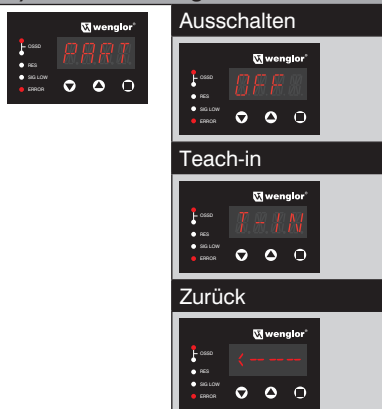 wenglor®
OSSD
PART
RES
SIG LOW
ERROR
Ausschalten
wenglor®
OSSD
OFF
RES
SIG LOW
ERROR
Teach-in
wenglor®
OSSD
T-IN
RES
SIG LOW
ERROR
Zurück
wenglor®
OSSD
<-----
RES
SIG LOW
ERROR